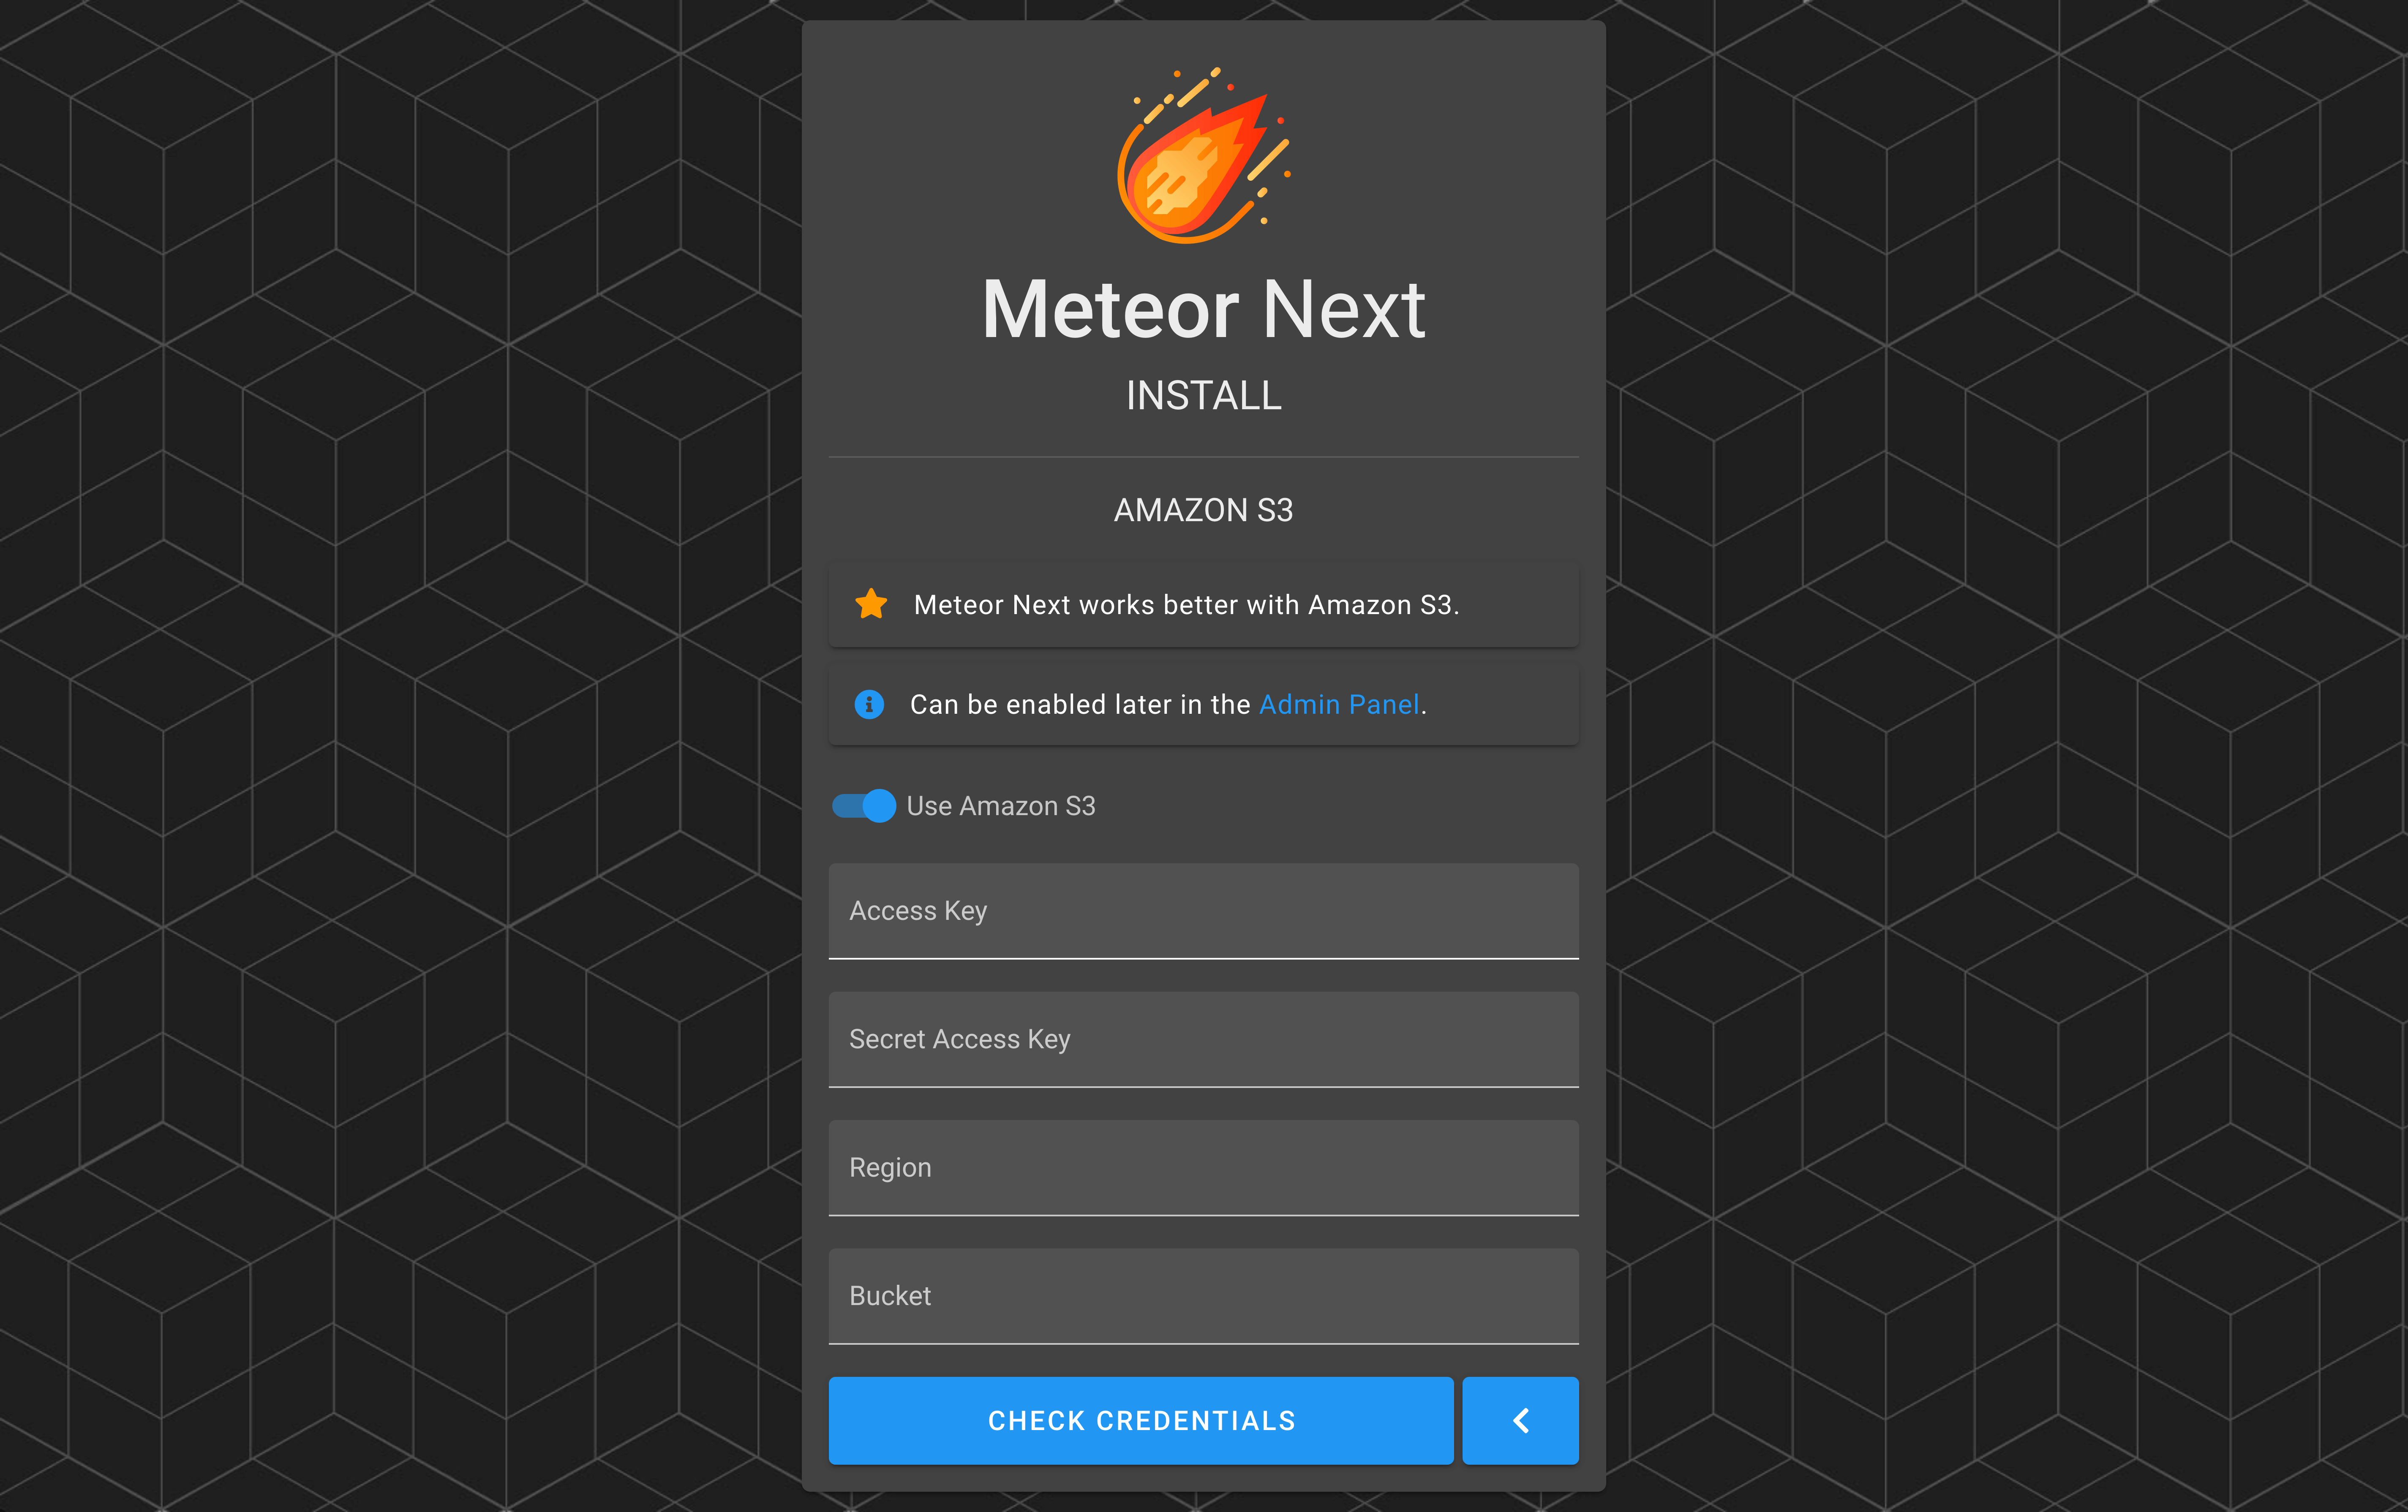 Meteor Next
INSTALL
AMAZON S3
Meteor Next works better with Amazon S3.
Can be enabled later in the Admin Panel.
Use Amazon S3
Access Key
Secret Access Key
Region
Bucket
CHECK CREDENTIALS